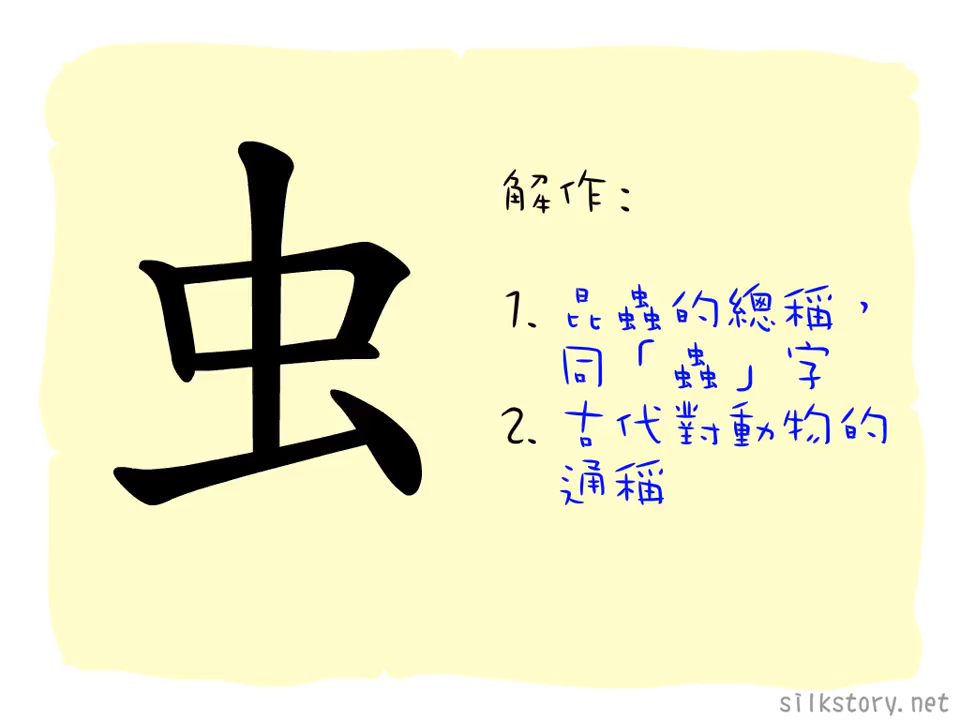 虫
解作：
1. 昆蟲的總稱，
同「蟲」字
2. 古代對動物的
通稱
silkstory.net